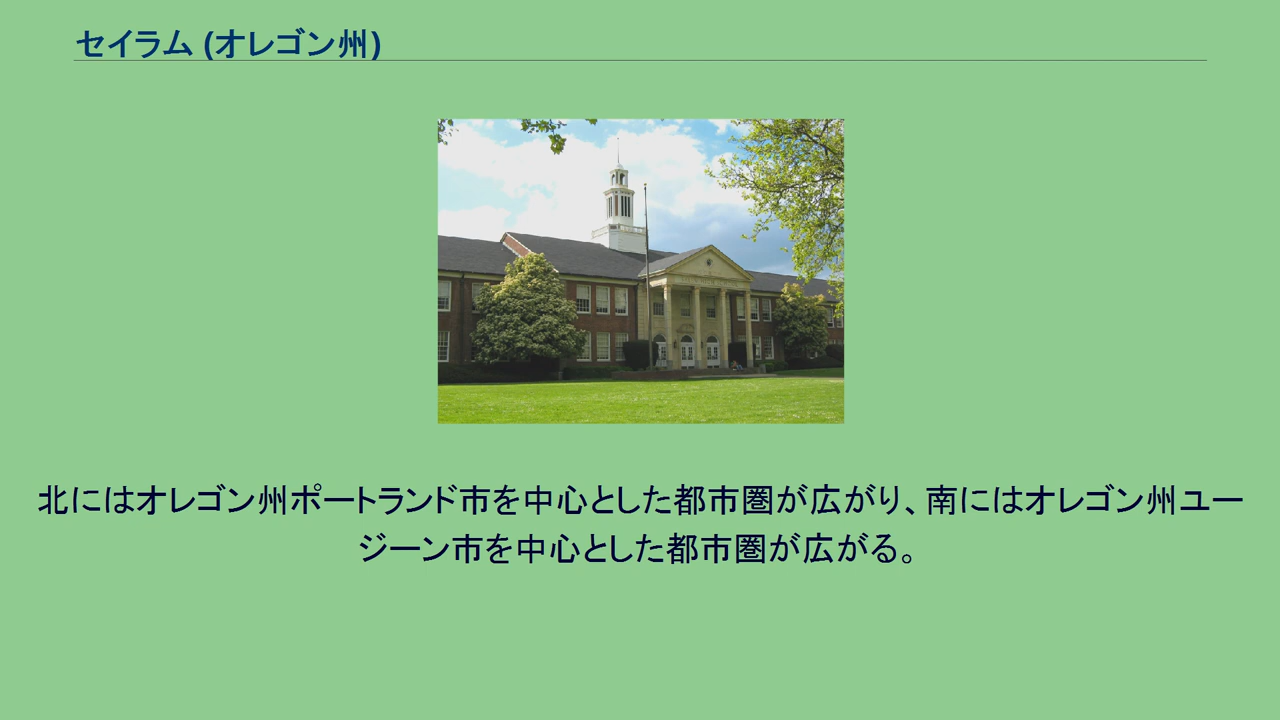 セイラム (オレゴン州)
北にはオレゴン州ポートランド市を中心とした都市圏が広がり、南にはオレゴン州ユー
ジーン市を中心とした都市圏が広がる。